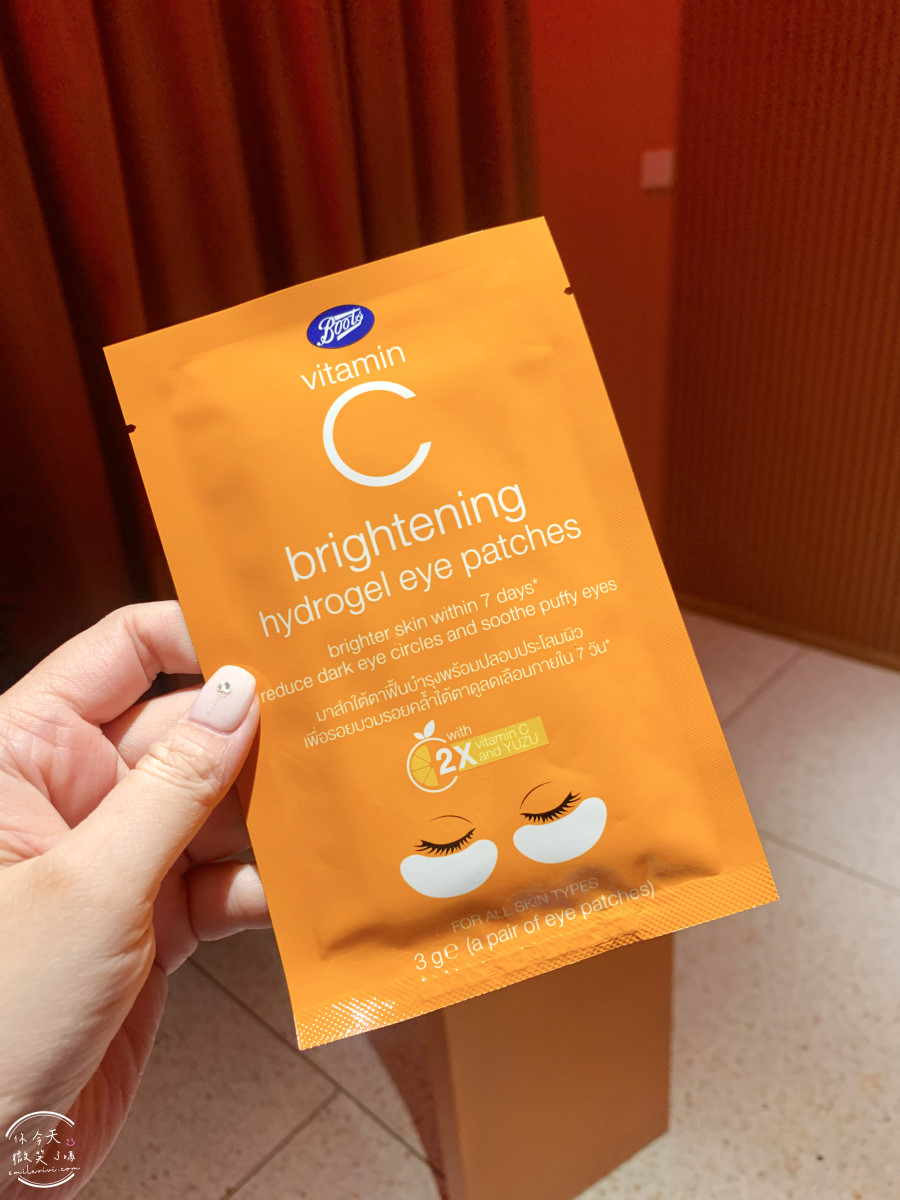 Boots
vitamin
C
brightening
hydrogel eye patches
brighter skin within 7 days*
reduce dark eye circles and soothe puffy eyes
มาส์กใต้ตาฟื้นบำรุงพร้อมปลอบประโลมผิว
เพื่อรอยบวมรอยคล้ำใต้ตาดูลดเลือนภายใน 7 วัน*
with
2X vitamin C
and YUZU
FOR ALL SKIN TYPES
3 g℮ (a pair of eye patches)
你今天
微笑了嗎
smilevivi.com